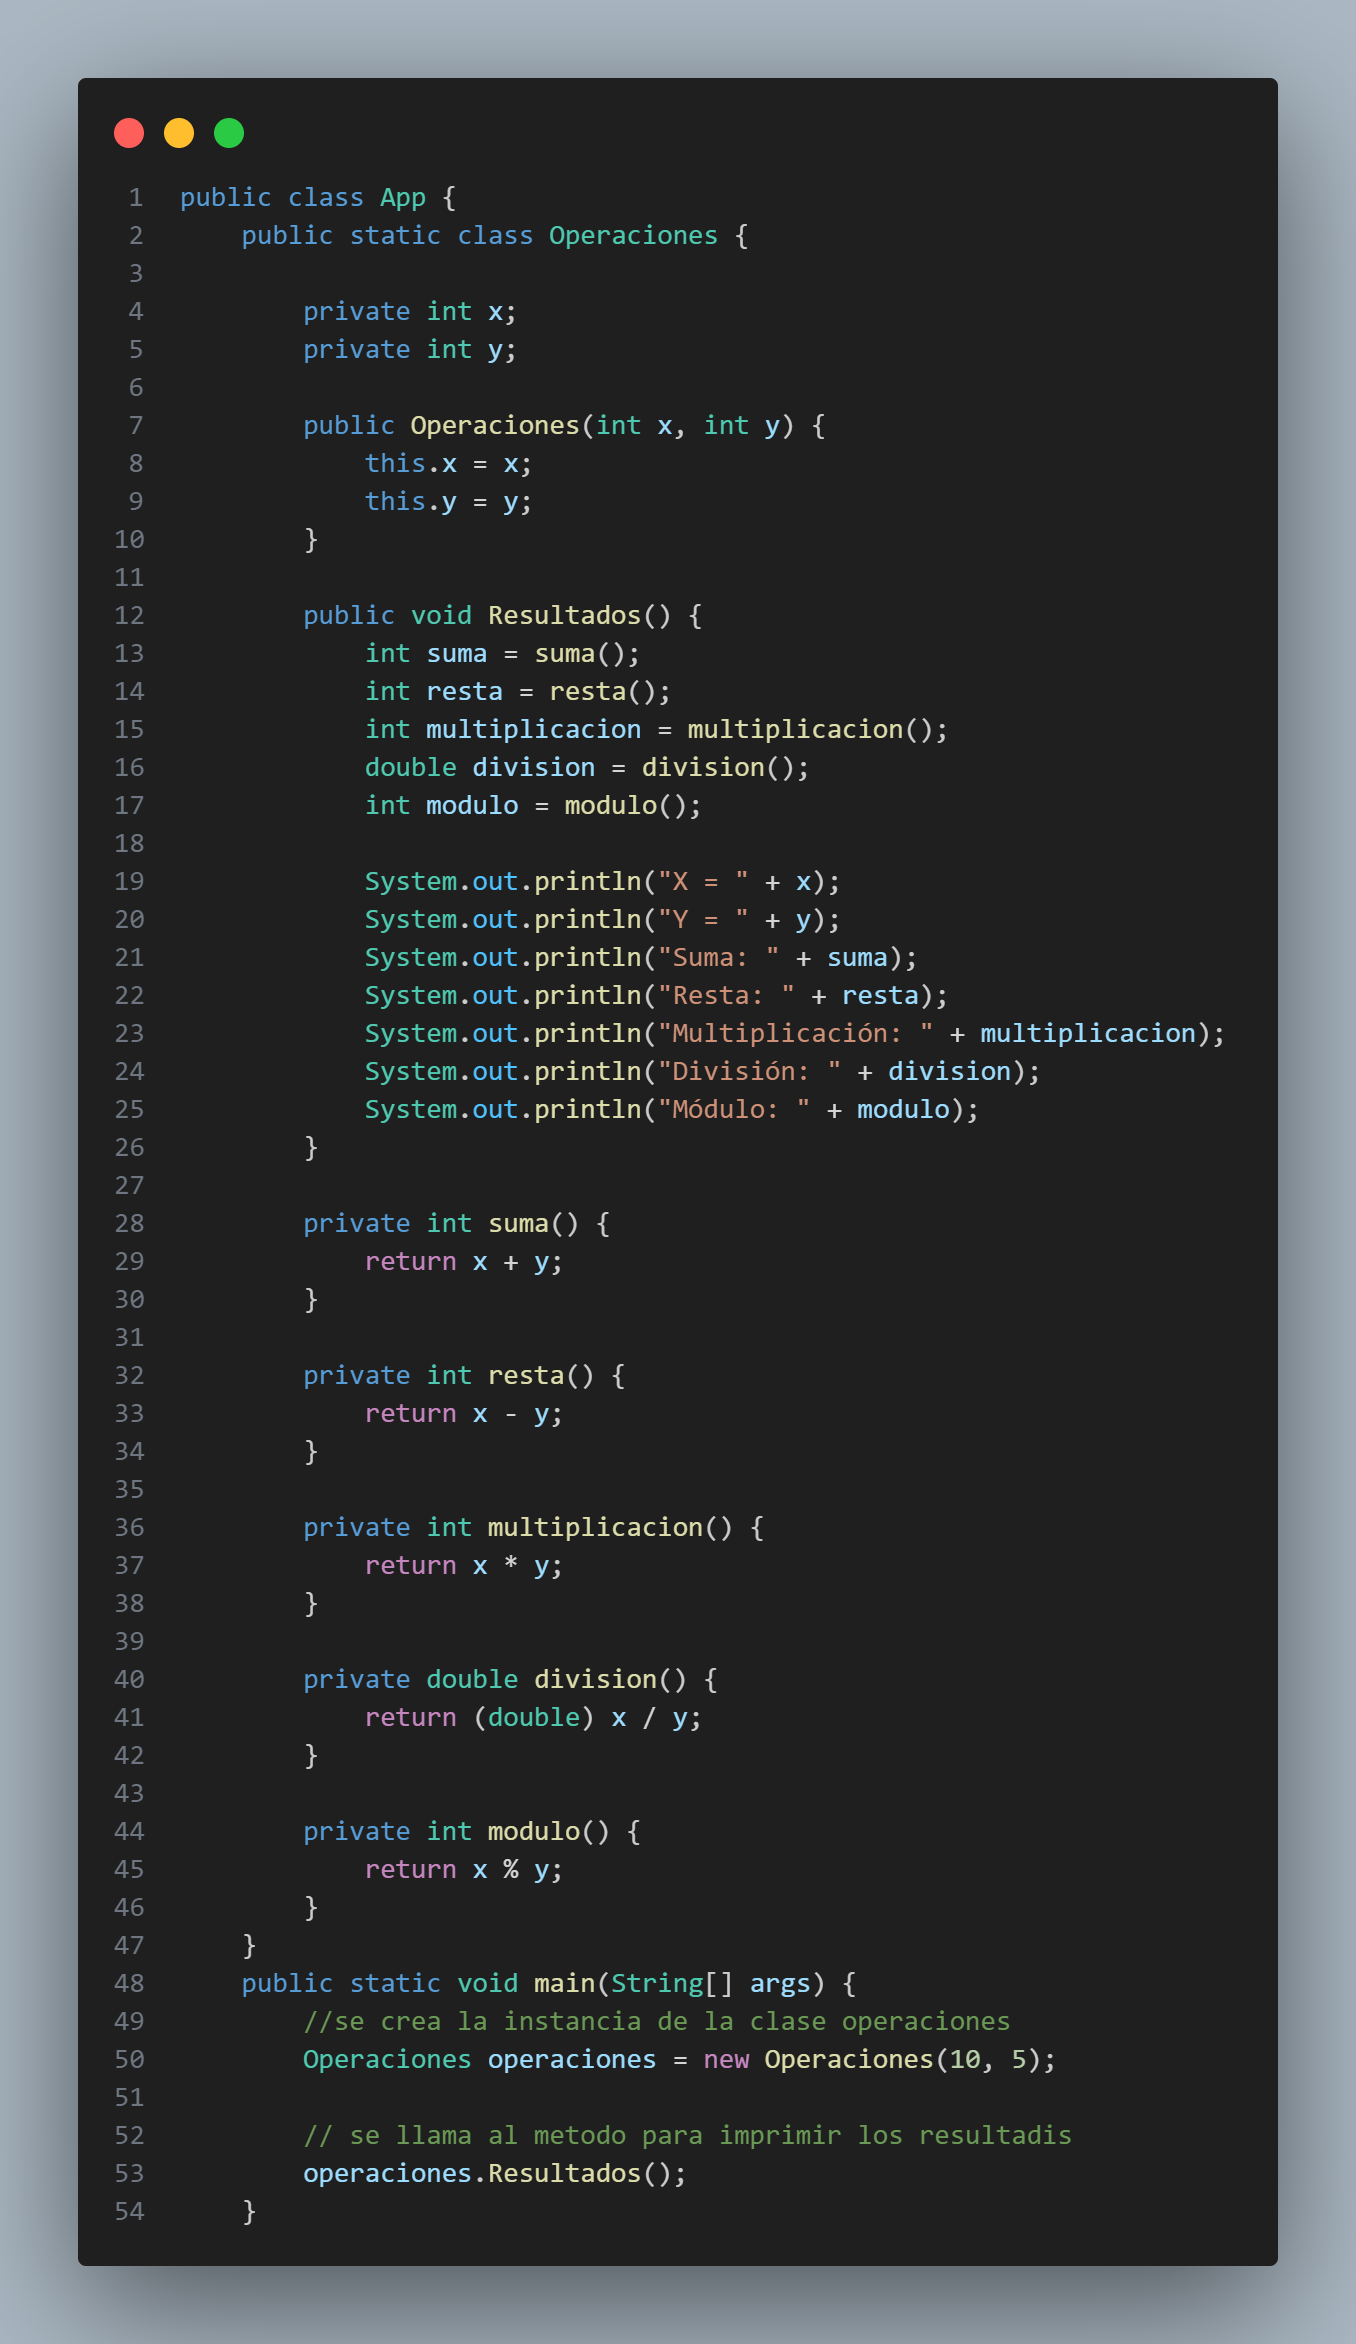 1 public class App {
2     public static class Operaciones {
3
4         private int x;
5         private int y;
6
7         public Operaciones(int x, int y) {
8             this.x = x;
9             this.y = y;
10         }
11
12         public void Resultados() {
13             int suma = suma();
14             int resta = resta();
15             int multiplicacion = multiplicacion();
16             double division = division();
17             int modulo = modulo();
18
19             System.out.println("X = " + x);
20             System.out.println("Y = " + y);
21             System.out.println("Suma: " + suma);
22             System.out.println("Resta: " + resta);
23             System.out.println("Multiplicación: " + multiplicacion);
24             System.out.println("División: " + division);
25             System.out.println("Módulo: " + modulo);
26         }
27
28         private int suma() {
29             return x + y;
30         }
31
32         private int resta() {
33             return x - y;
34         }
35
36         private int multiplicacion() {
37             return x * y;
38         }
39
40         private double division() {
41             return (double) x / y;
42         }
43
44         private int modulo() {
45             return x % y;
46         }
47     }
48     public static void main(String[] args) {
49         //se crea la instancia de la clase operaciones
50         Operaciones operaciones = new Operaciones(10, 5);
51
52         // se llama al metodo para imprimir los resultadis
53         operaciones.Resultados();
54     }